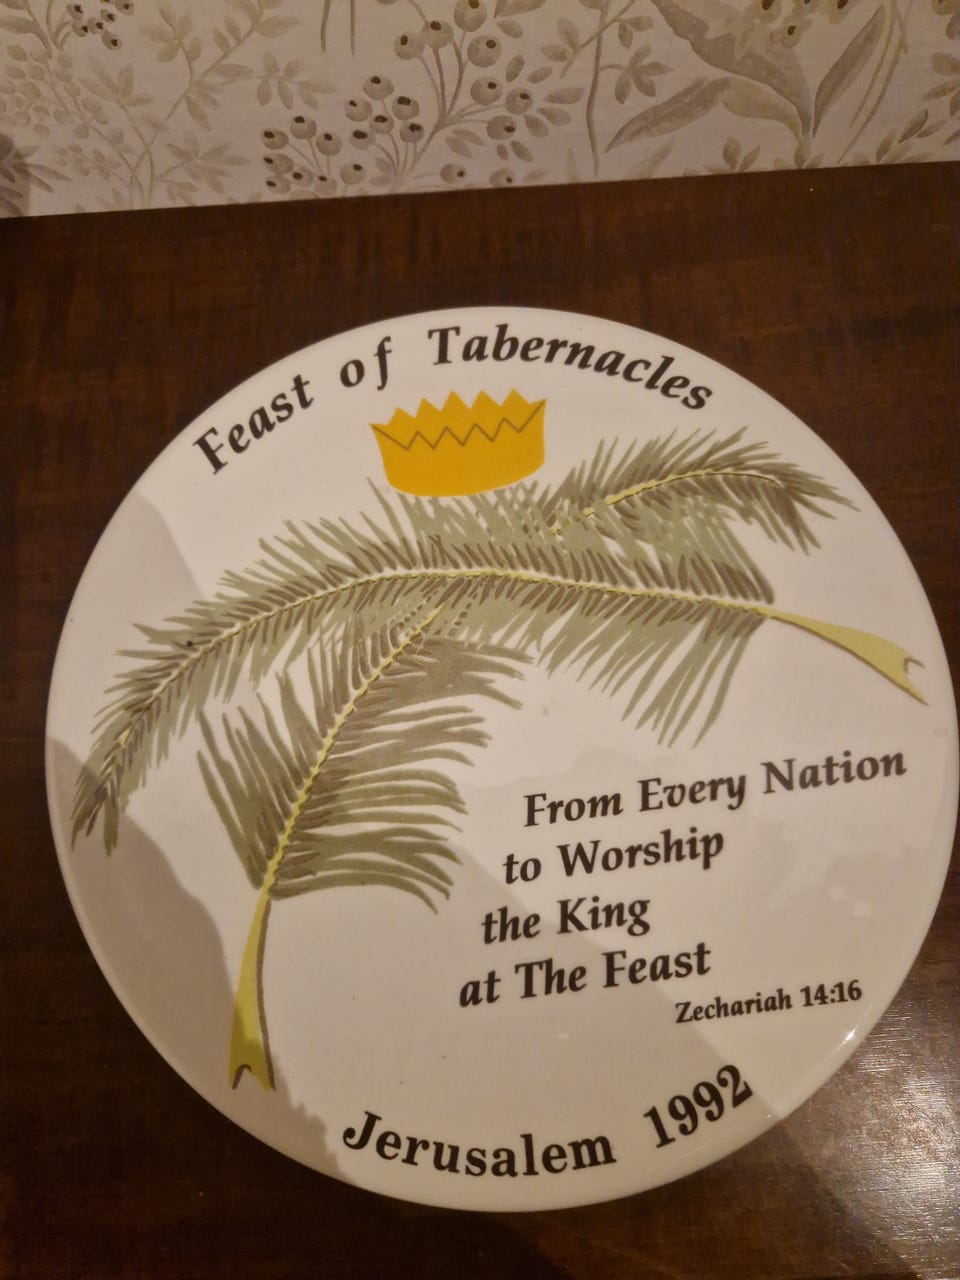 Feast of Tabernacles
From Every Nation
to Worship
the King
at The Feast
Zechariah 14:16
Jerusalem 1992